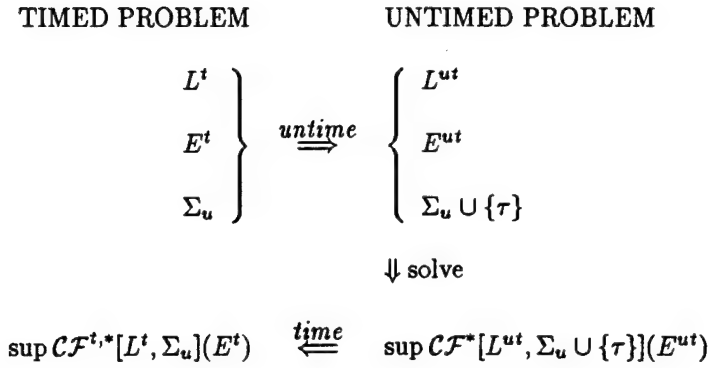 TIMED PROBLEM UNTIMED PROBLEM
L^t L^{ut}
E^t untime ⟹ E^{ut}
Σ_u Σ_u ∪ {τ}
⇓ solve
sup CF^{t,*}[L^t, Σ_u](E^t) time ⟸ sup CF^*[L^{ut}, Σ_u ∪ {τ}](E^{ut})